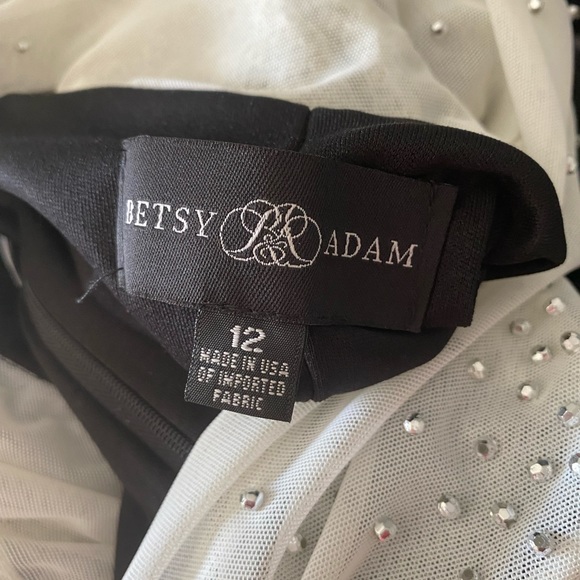 BETSY B&A ADAM
12
MADE IN USA
OF IMPORTED
FABRIC